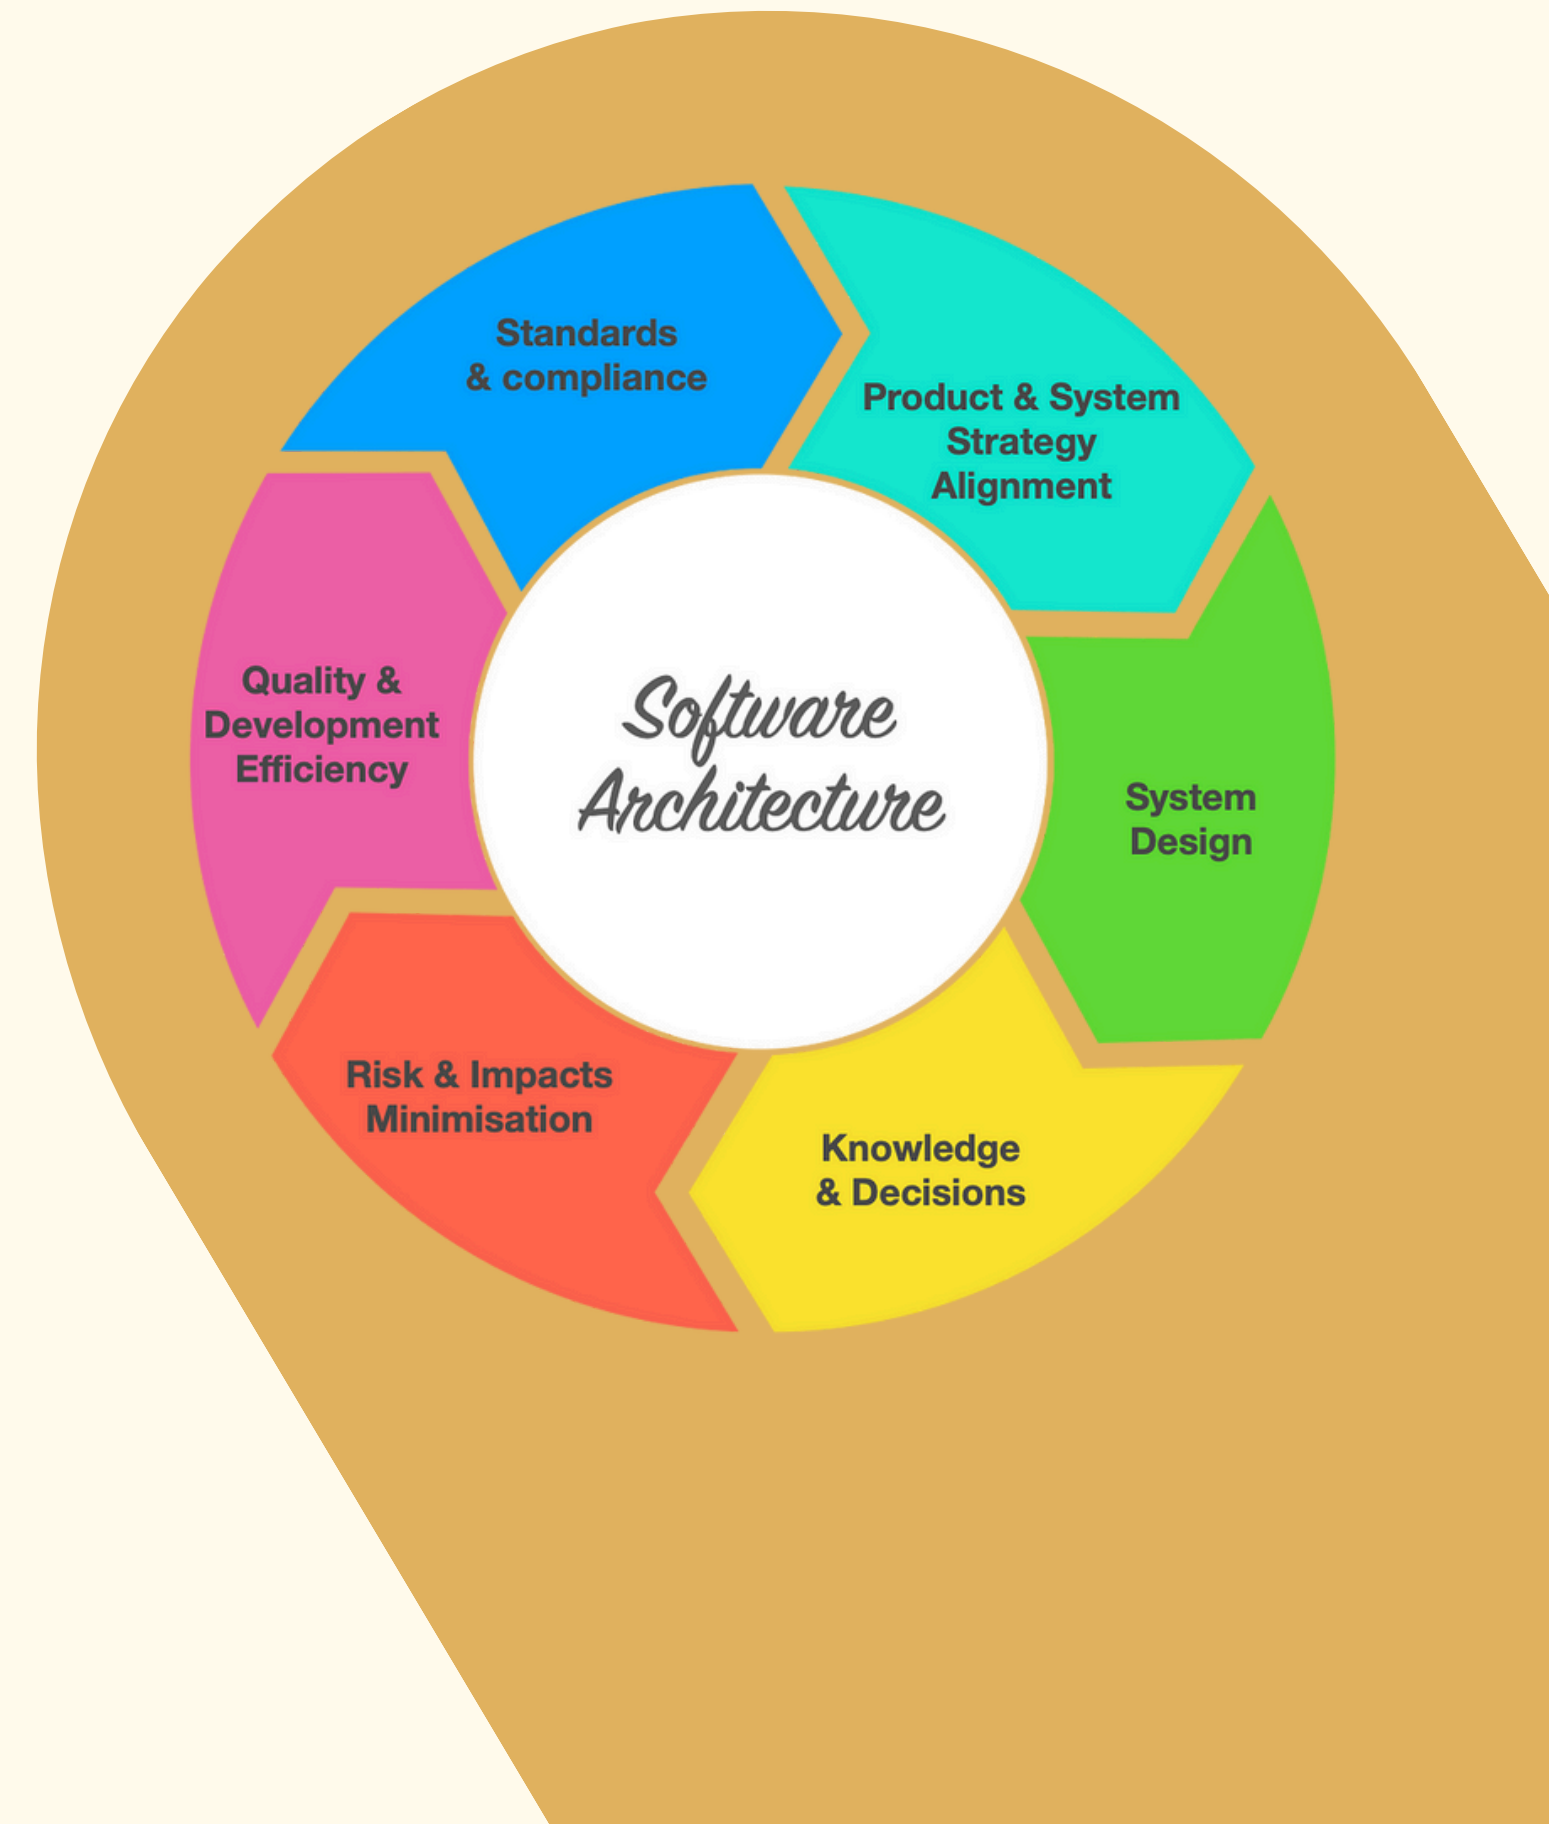 Standards
& compliance
Product & System
Strategy
Alignment
Quality &
Development
Efficiency
Software
Architecture
System
Design
Risk & Impacts
Minimisation
Knowledge
& Decisions